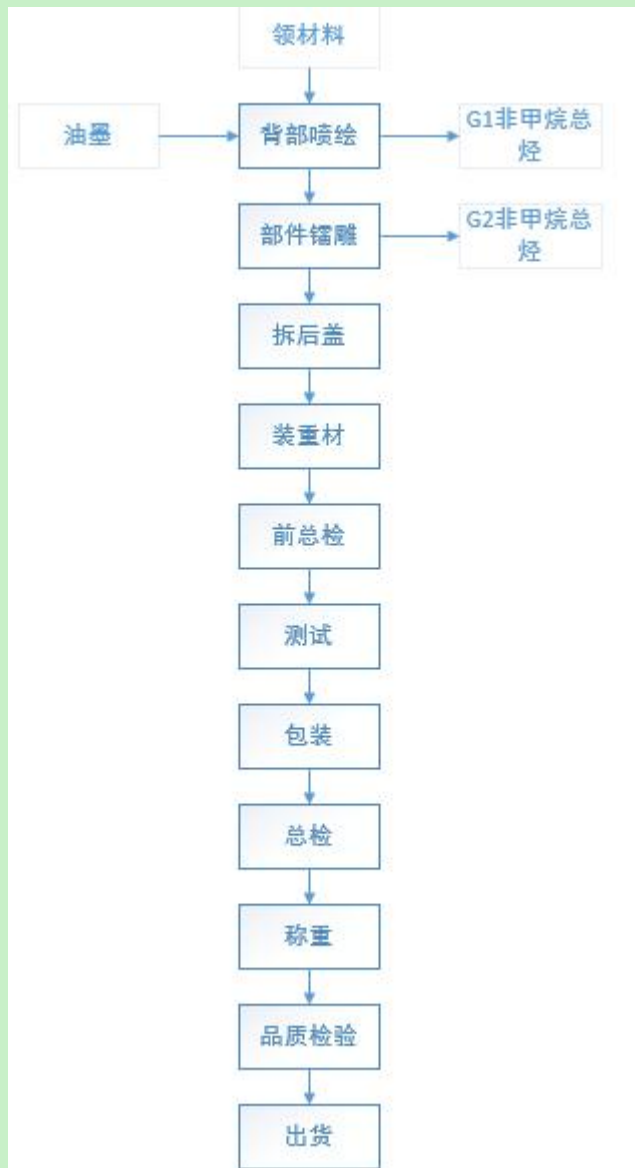 领材料
油墨
背部喷绘
G1非甲烷总
烃
部件镭雕
G2非甲烷总
烃
拆后盖
装重材
前总检
测试
包装
总检
称重
品质检验
出货